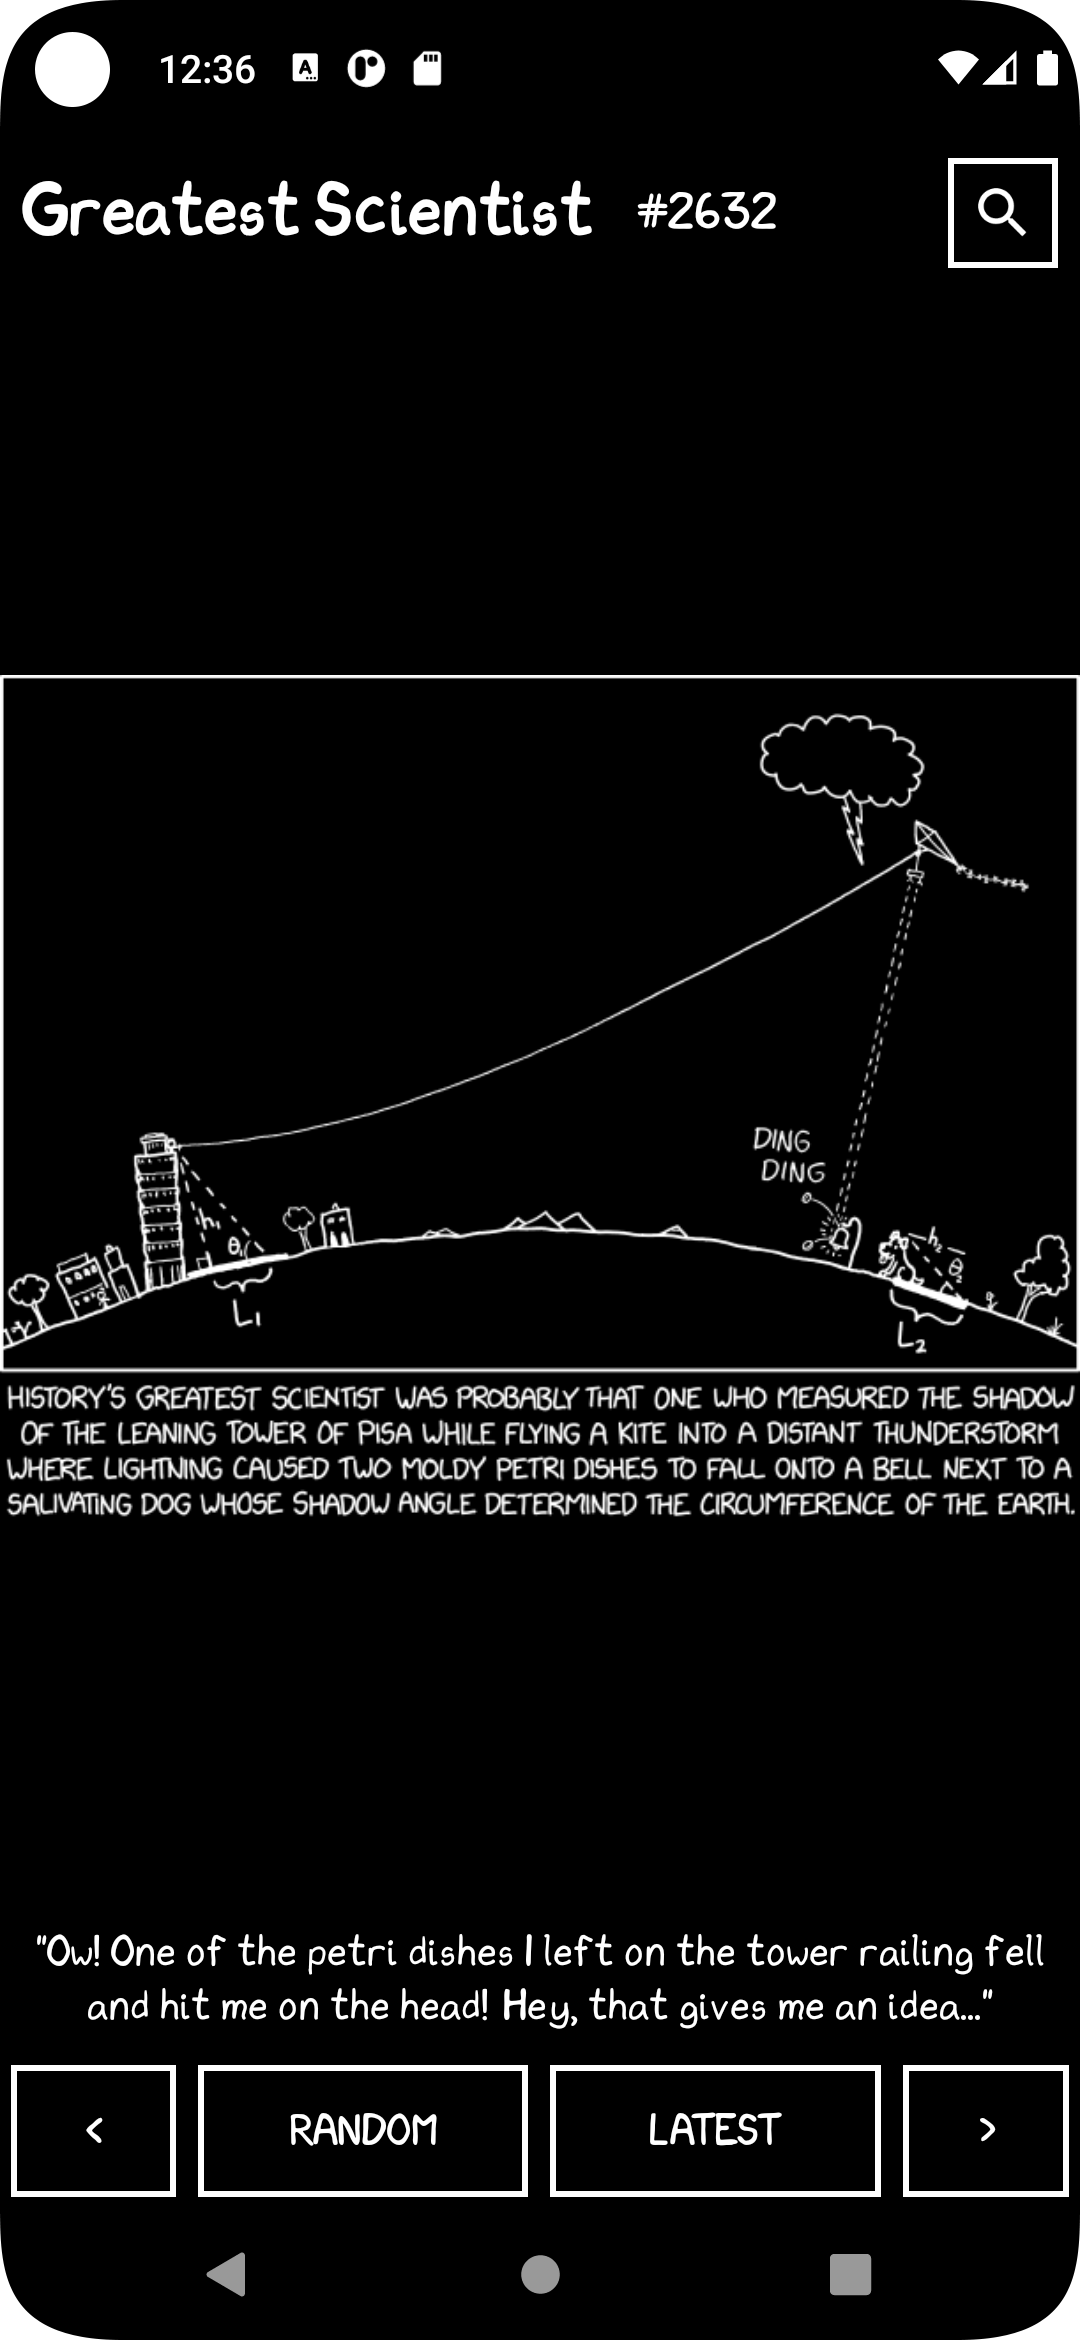 12:36
Greatest Scientist #2632
DING
DING
h₁
θ₁
L₁
h₂
θ₂
L₂
HISTORY'S GREATEST SCIENTIST WAS PROBABLY THAT ONE WHO MEASURED THE SHADOW
OF THE LEANING TOWER OF PISA WHILE FLYING A KITE INTO A DISTANT THUNDERSTORM
WHERE LIGHTNING CAUSED TWO MOLDY PETRI DISHES TO FALL ONTO A BELL NEXT TO A
SALIVATING DOG WHOSE SHADOW ANGLE DETERMINED THE CIRCUMFERENCE OF THE EARTH.
"Ow! One of the petri dishes I left on the tower railing fell
and hit me on the head! Hey, that gives me an idea..."
< RANDOM LATEST >